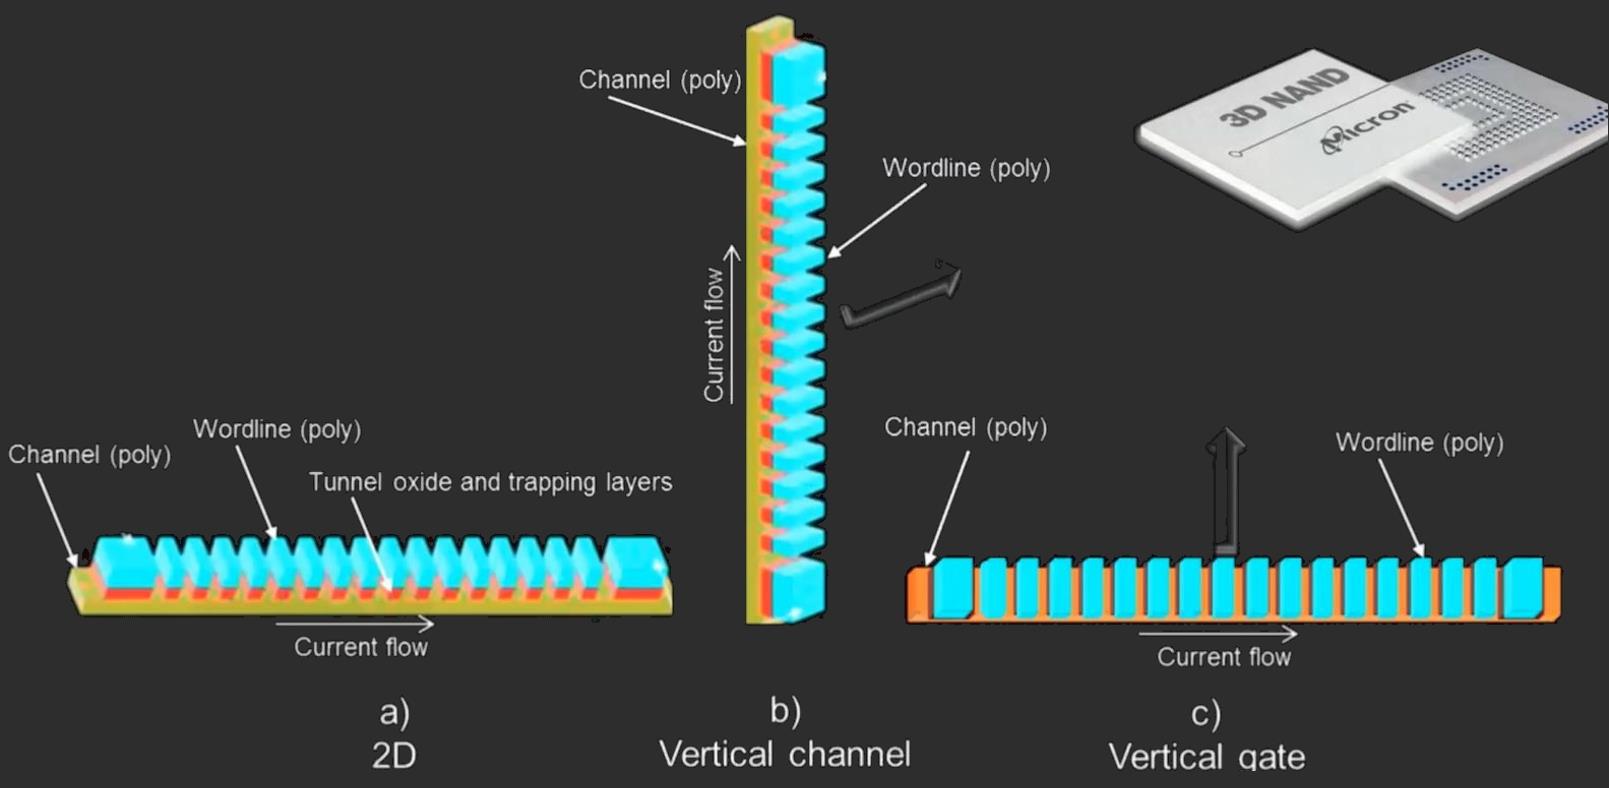 Channel (poly)
3D NAND
Micron
Wordline (poly)
Current flow
Channel (poly)
Wordline (poly)
Tunnel oxide and trapping layers
Current flow
Channel (poly)
Wordline (poly)
Current flow
a)
2D
b)
Vertical channel
c)
Vertical gate